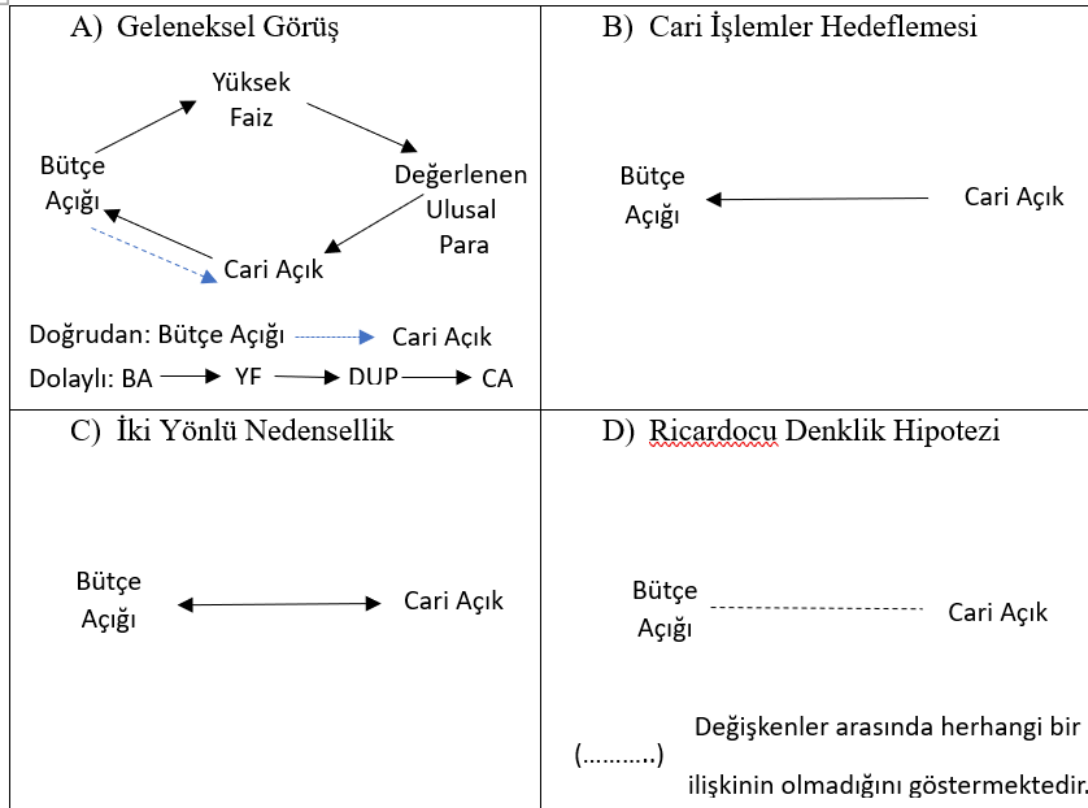 A) Geleneksel Görüş
Yüksek
Faiz
Bütçe
Açığı
Değerlenen
Ulusal
Para
Cari Açık
Doğrudan: Bütçe Açığı Cari Açık
Dolaylı: BA YF DUP CA
B) Cari İşlemler Hedeflemesi
Bütçe
Açığı
Cari Açık
C) İki Yönlü Nedensellik
Bütçe
Açığı
Cari Açık
D) Ricardocu Denklik Hipotezi
Bütçe
Açığı
Cari Açık
(………..) Değişkenler arasında herhangi bir
ilişkinin olmadığını göstermektedir.